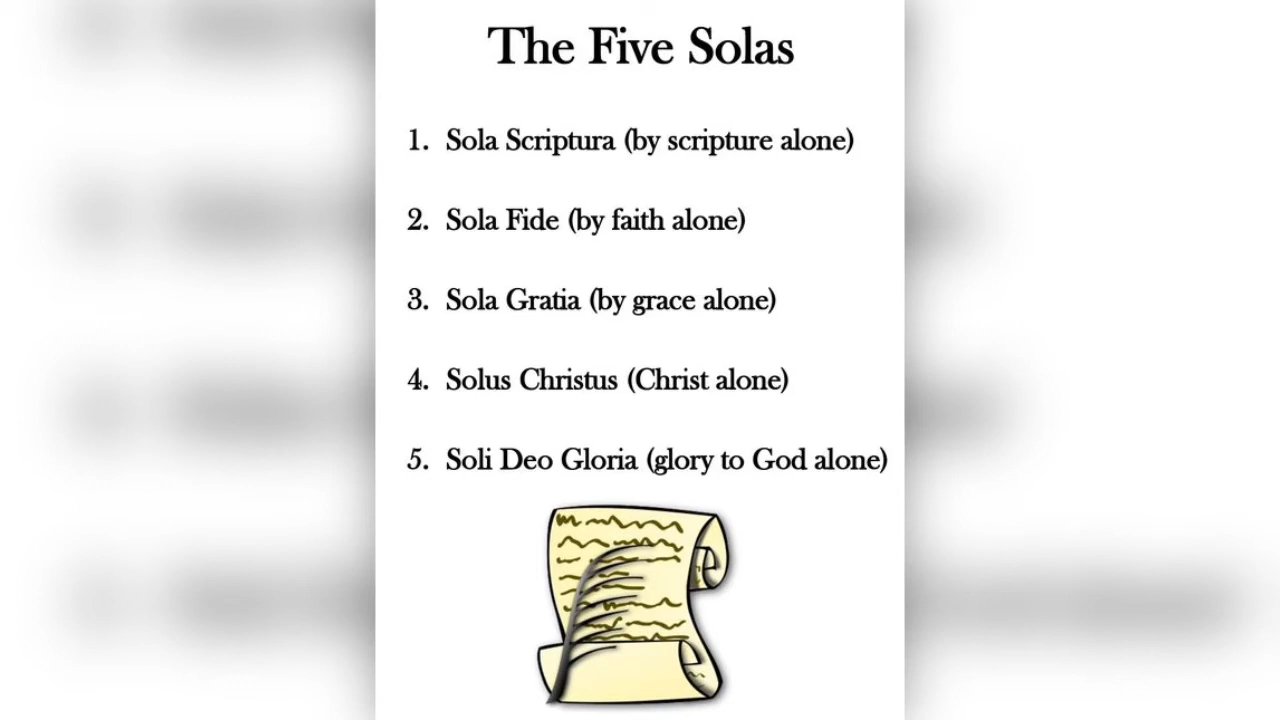 The Five Solas
1. Sola Scriptura (by scripture alone)
2. Sola Fide (by faith alone)
3. Sola Gratia (by grace alone)
4. Solus Christus (Christ alone)
5. Soli Deo Gloria (glory to God alone)